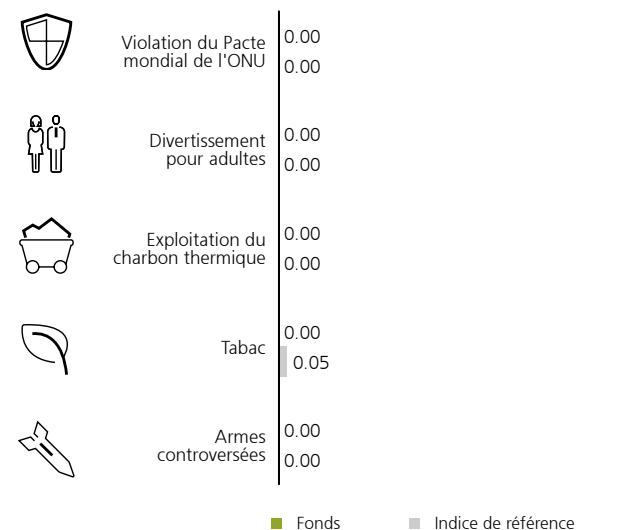 Violation du Pacte
mondial de l'ONU
0.00
0.00
Divertissement
pour adultes
0.00
0.00
Exploitation du
charbon thermique
0.00
0.00
Tabac
0.00
0.05
Armes
controversées
0.00
0.00
Fonds
Indice de référence